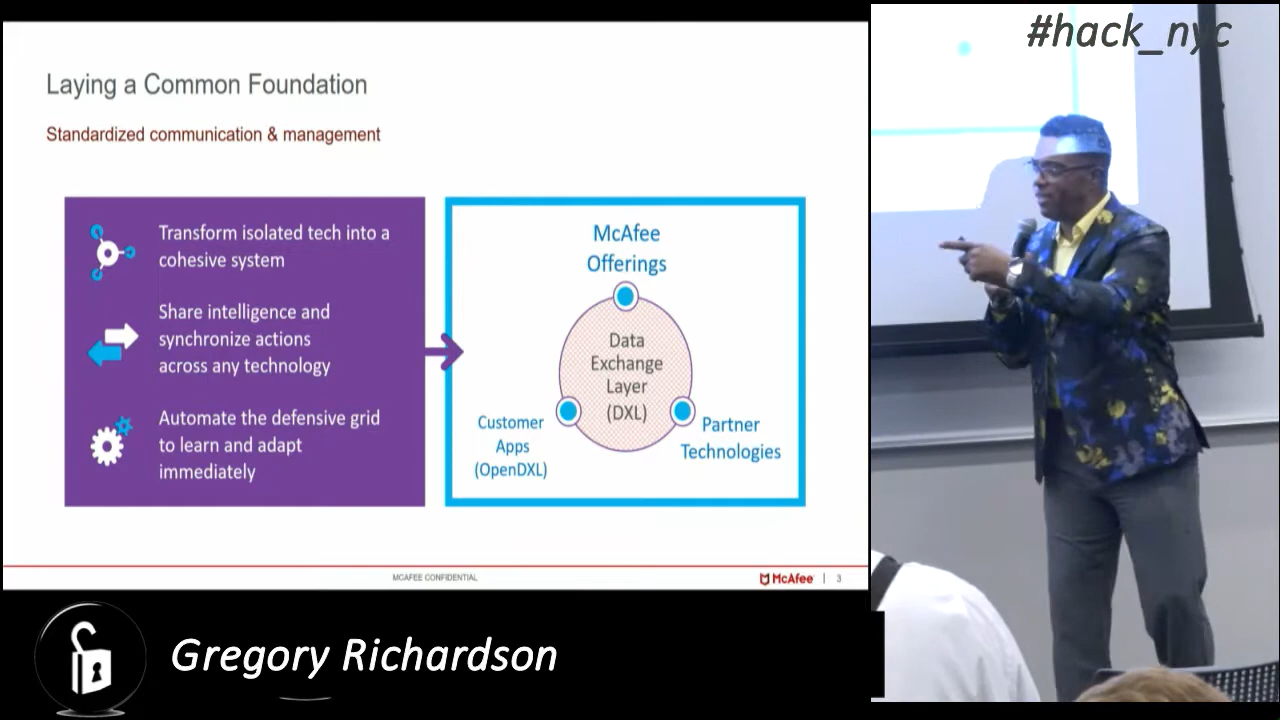 #hack_nyc
Laying a Common Foundation
Standardized communication & management
Transform isolated tech into a
cohesive system
Share intelligence and
synchronize actions
across any technology
Automate the defensive grid
to learn and adapt
immediately
McAfee
Offerings
Data
Exchange
Layer
(DXL)
Customer
Apps
(OpenDXL)
Partner
Technologies
MCAFEE CONFIDENTIAL
McAfee | 3
Gregory Richardson